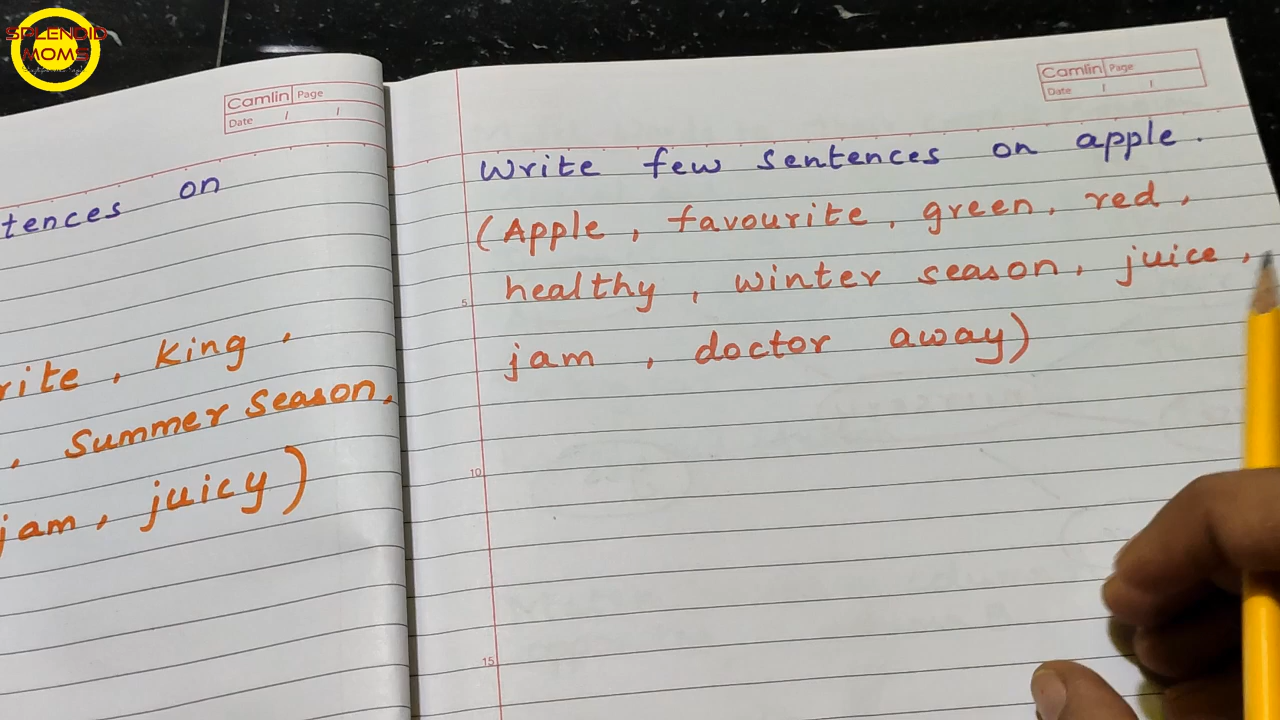 SPLENDID
MOMS
Camlin Page
Date / /
tences on
rite , King ,
, Summer Season,
jam, juicy)
Camlin Page
Date / /
Write few sentences on apple.
(Apple, favourite, green, red,
5 healthy, winter season, juice,
jam, doctor away)
10
15